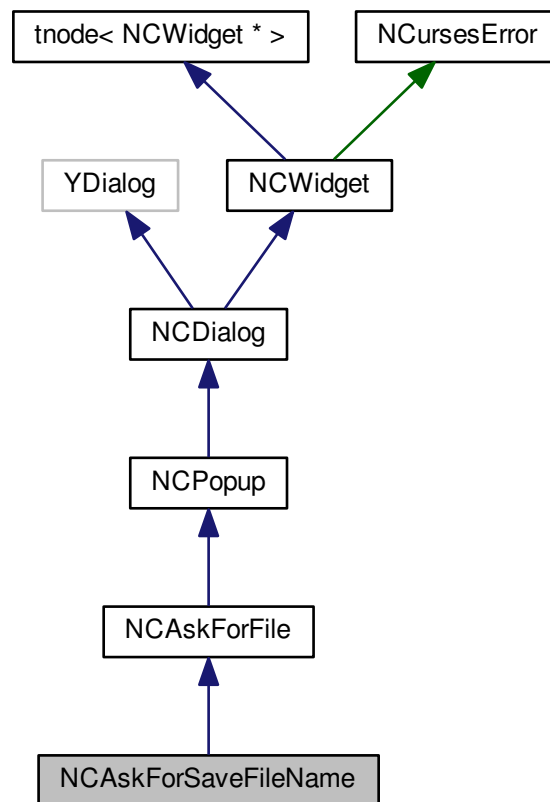 tnode< NCWidget * >
NCursesError
YDialog
NCWidget
NCDialog
NCPopup
NCAskForFile
NCAskForSaveFileName